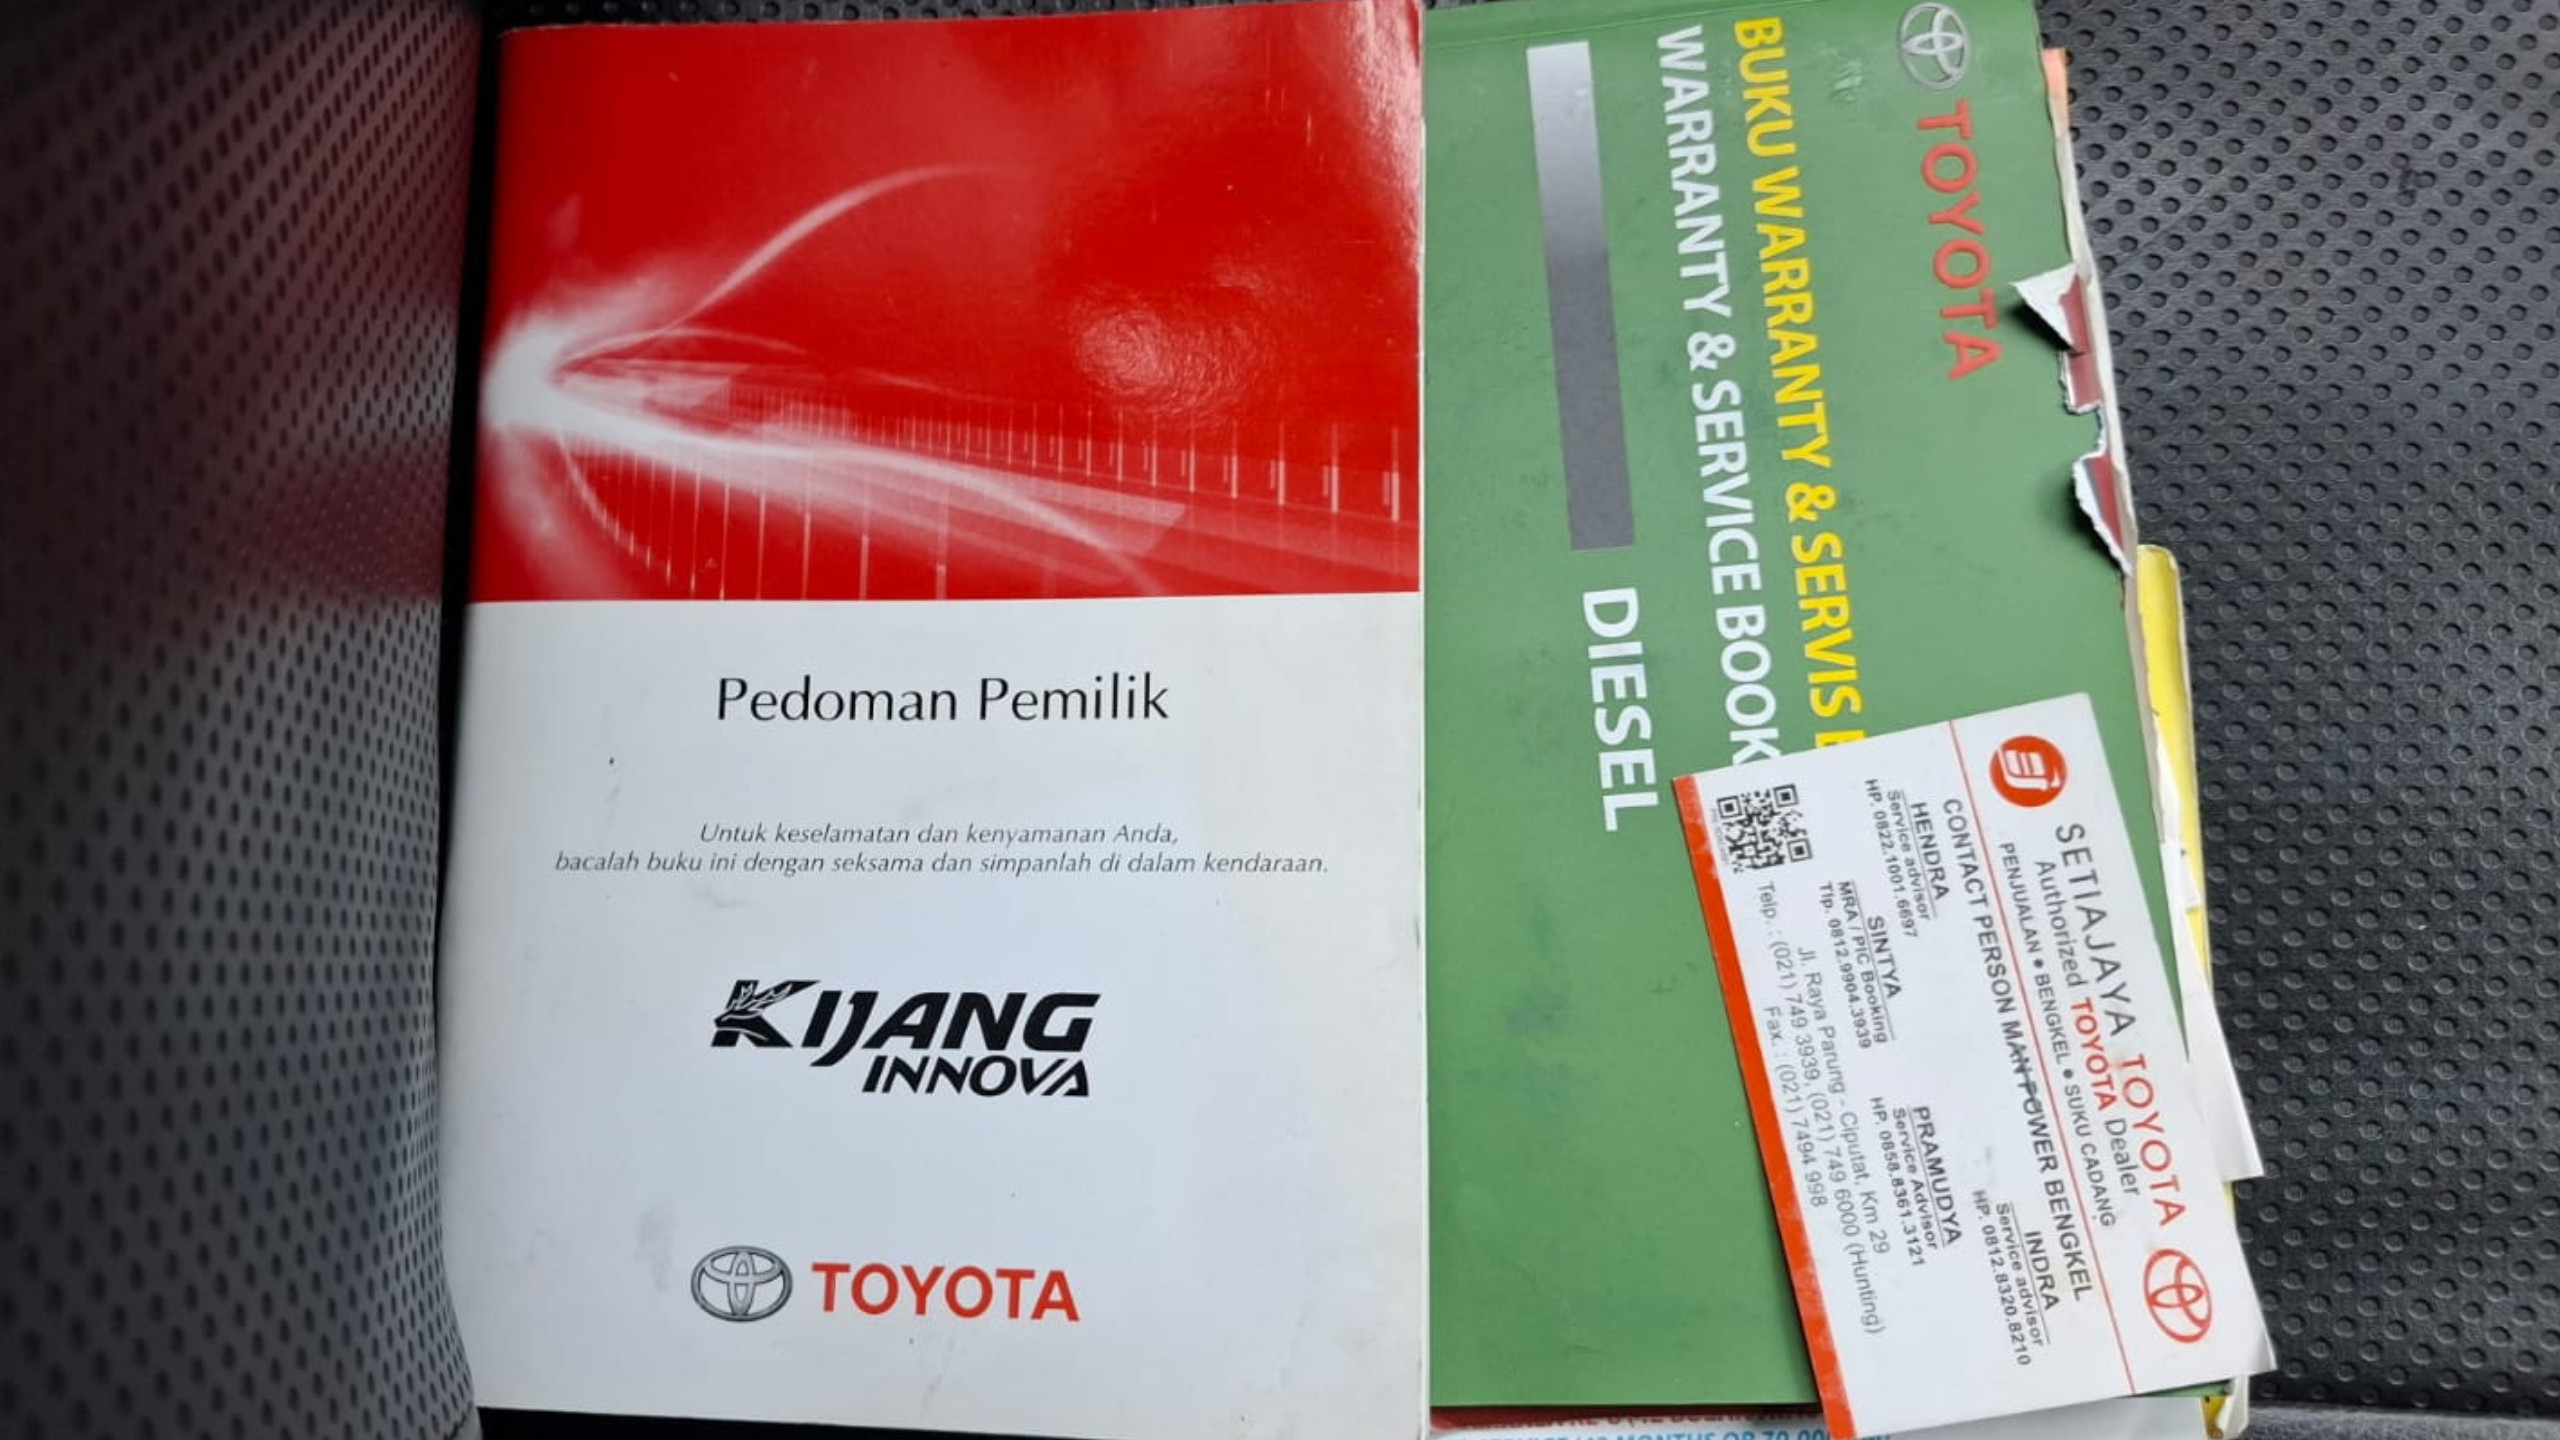 Pedoman Pemilik
Untuk keselamatan dan kenyamanan Anda,
bacalah buku ini dengan seksama dan simpanlah di dalam kendaraan.
KIJANG
INNOVA
TOYOTA
TOYOTA
BUKU WARRANTY & SERVIS
WARRANTY & SERVICE BOOK
DIESEL
SETIAJAYA TOYOTA
Authorized TOYOTA Dealer
PENJUALAN • BENGKEL • SUKU CADANG
CONTACT PERSON MAN POWER BENGKEL
HENDRA
Service advisor
HP. 0822.1001.6697
INDRA
Service advisor
HP. 0812.8320.8210
SINTYA
MRA / PIC Booking
Tlp. 0812.9904.3939
PRAMUDYA
Service Advisor
HP. 0858.8361.3121
Jl. Raya Parung - Ciputat, Km. 29
Telp. : (021) 749 3939, (021) 749 6000 (Hunting)
Fax. : (021) 7494 998